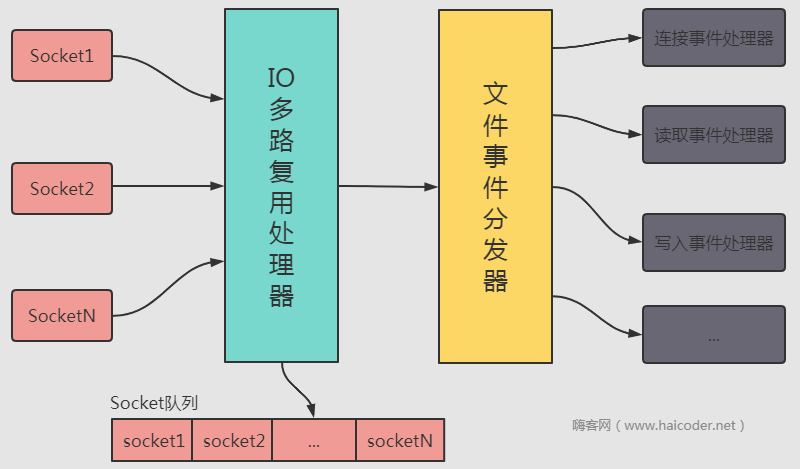 Socket1
Socket2
SocketN
IO多路复用处理器
文件事件分发器
连接事件处理器
读取事件处理器
写入事件处理器
...
Socket队列
socket1 socket2 ... socketN
嗨客网（www.haicoder.net）